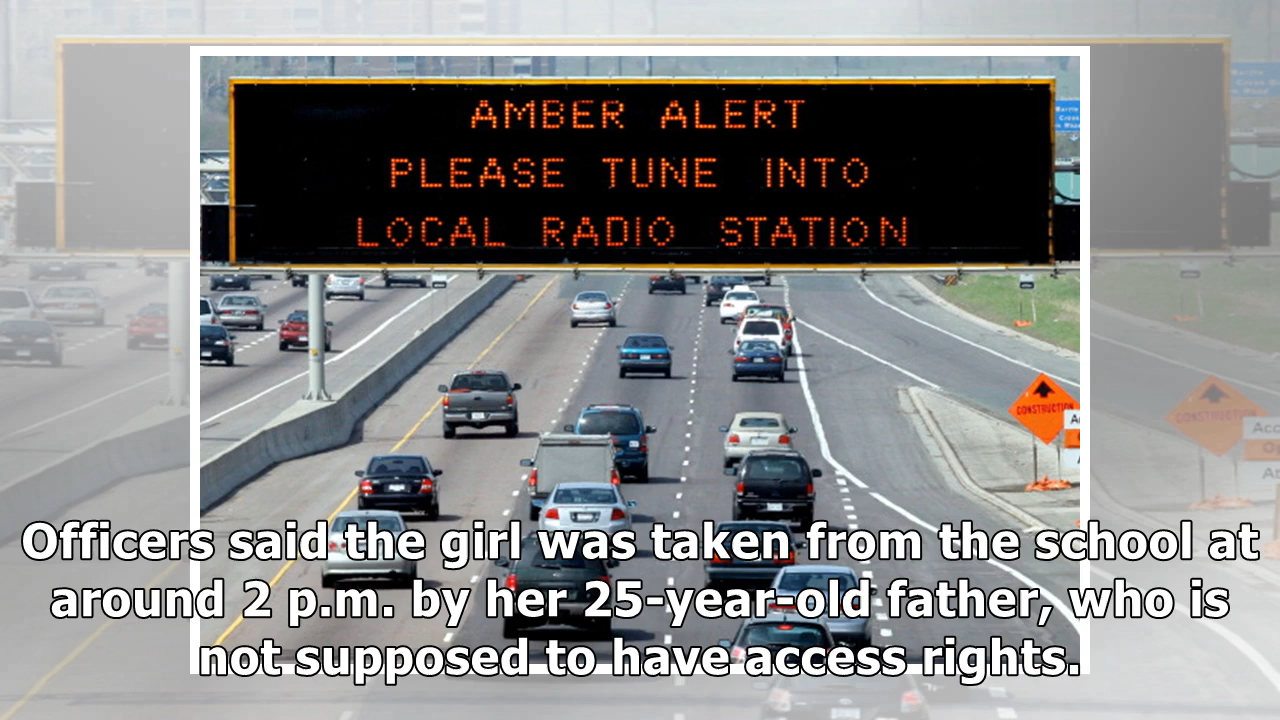 AMBER ALERT
PLEASE TUNE INTO
LOCAL RADIO STATION
CONSTRUCTION
Officers said the girl was taken from the school at
around 2 p.m. by her 25-year-old father, who is
not supposed to have access rights.